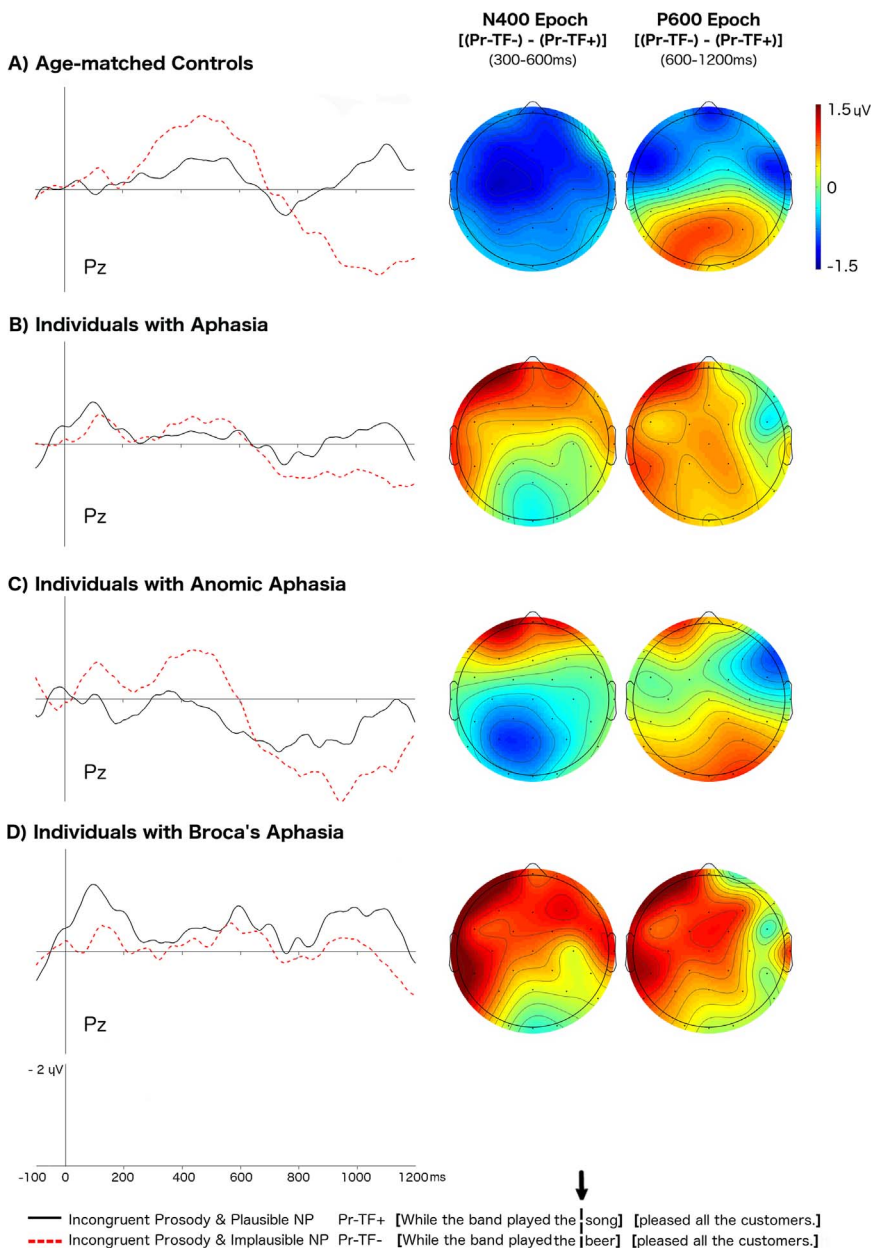 N400 Epoch P600 Epoch
[(Pr-TF-) - (Pr-TF+)] [(Pr-TF-) - (Pr-TF+)]
(300-600ms) (600-1200ms)
A) Age-matched Controls
1.5 uV
0
-1.5
Pz
B) Individuals with Aphasia
Pz
C) Individuals with Anomic Aphasia
Pz
D) Individuals with Broca's Aphasia
Pz
- 2 uV
-100 0 200 400 600 800 1000 1200 ms
Incongruent Prosody & Plausible NP Pr-TF+ [While the band played the song] [pleased all the customers.]
Incongruent Prosody & Implausible NP Pr-TF- [While the band played the beer] [pleased all the customers.]